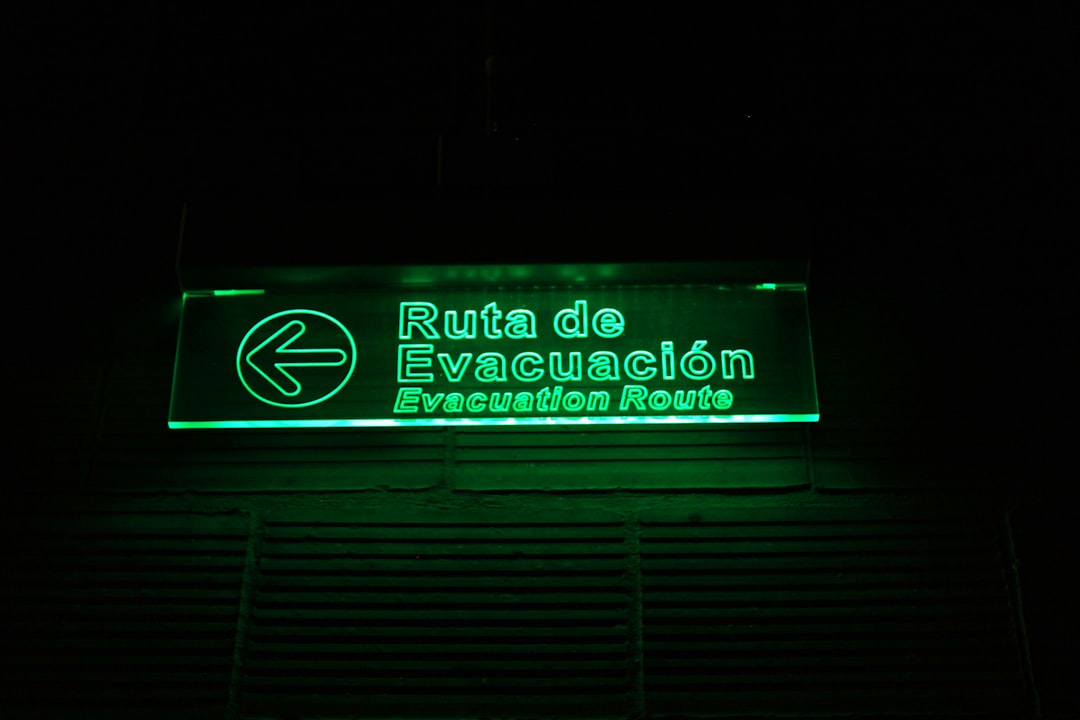 Ruta de
Evacuación
Evacuation Route